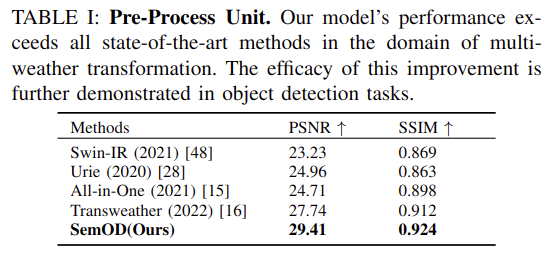 TABLE I: Pre-Process Unit. Our model's performance ex-
ceeds all state-of-the-art methods in the domain of multi-
weather transformation. The efficacy of this improvement is
further demonstrated in object detection tasks.
Methods PSNR ↑ SSIM ↑
Swin-IR (2021) [48] 23.23 0.869
Urie (2020) [28] 24.96 0.863
All-in-One (2021) [15] 24.71 0.898
Transweather (2022) [16] 27.74 0.912
SemOD(Ours) 29.41 0.924